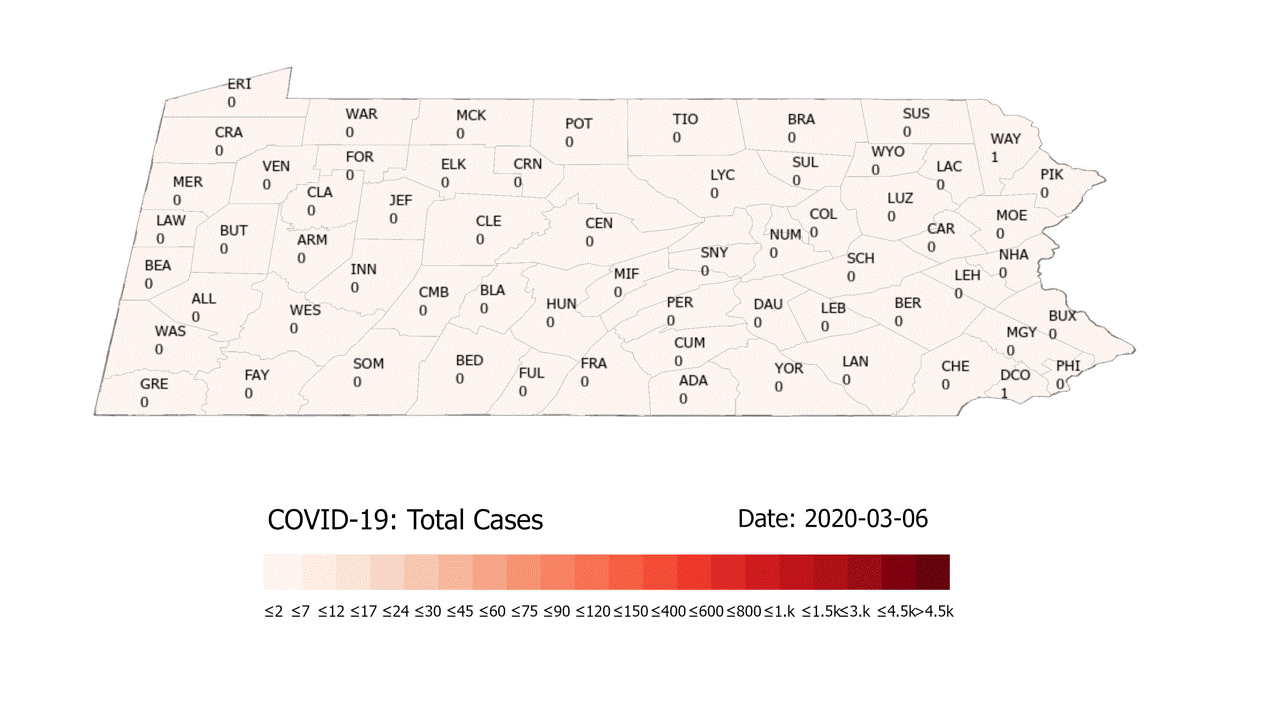 ERI
0
WAR
0
MCK
0
POT
0
TIO
0
BRA
0
SUS
0
CRA
0
WAY
1
VEN
0
FOR
0
ELK
0
CRN
0
SUL
0
WYO
0
LAC
0
PIK
0
MER
0
CLA
0
JEF
0
LYC
0
LUZ
0
LAW
0
BUT
0
ARM
0
CLE
0
CEN
0
NUM
0
COL
0
CAR
0
MOE
0
BEA
0
INN
0
SNY
0
SCH
0
NHA
0
ALL
0
WES
0
CMB
0
BLA
0
HUN
0
MIF
0
PER
0
DAU
0
LEB
0
BER
0
LEH
0
BUX
0
WAS
0
SOM
0
BED
0
FUL
0
FRA
0
CUM
0
MGY
0
GRE
0
FAY
0
ADA
0
YOR
0
LAN
0
CHE
0
DCO
1
PHI
0
COVID-19: Total Cases
Date: 2020-03-06
≤2 ≤7 ≤12 ≤17 ≤24 ≤30 ≤45 ≤60 ≤75 ≤90 ≤120 ≤150 ≤400 ≤600 ≤800 ≤1.k ≤1.5k ≤3.k ≤4.5k >4.5k